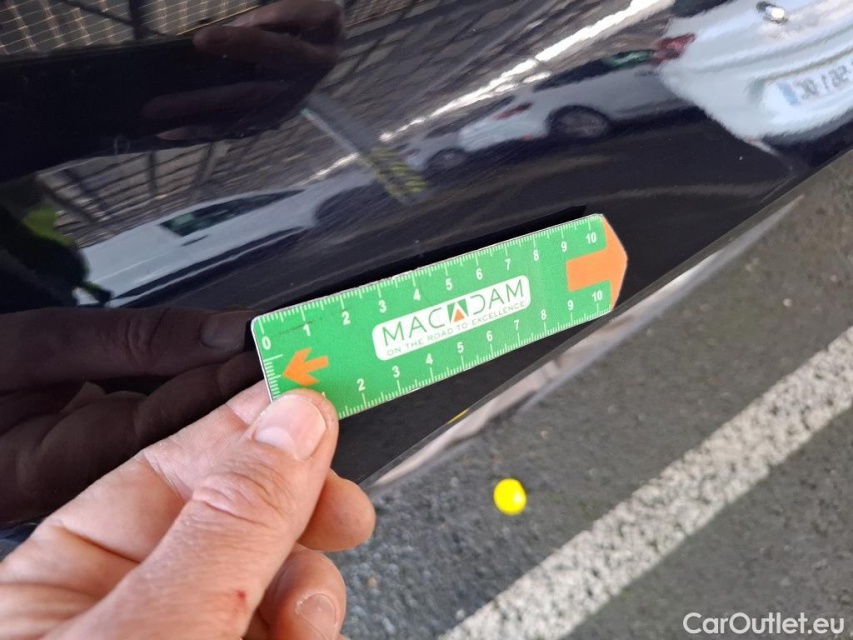 0 1 2 3 4 5 6 7 8 9 10
MACADAM
ON THE ROAD TO EXCELLENCE
2 3 4 5 6 7 8 9 10
CarOutlet.eu